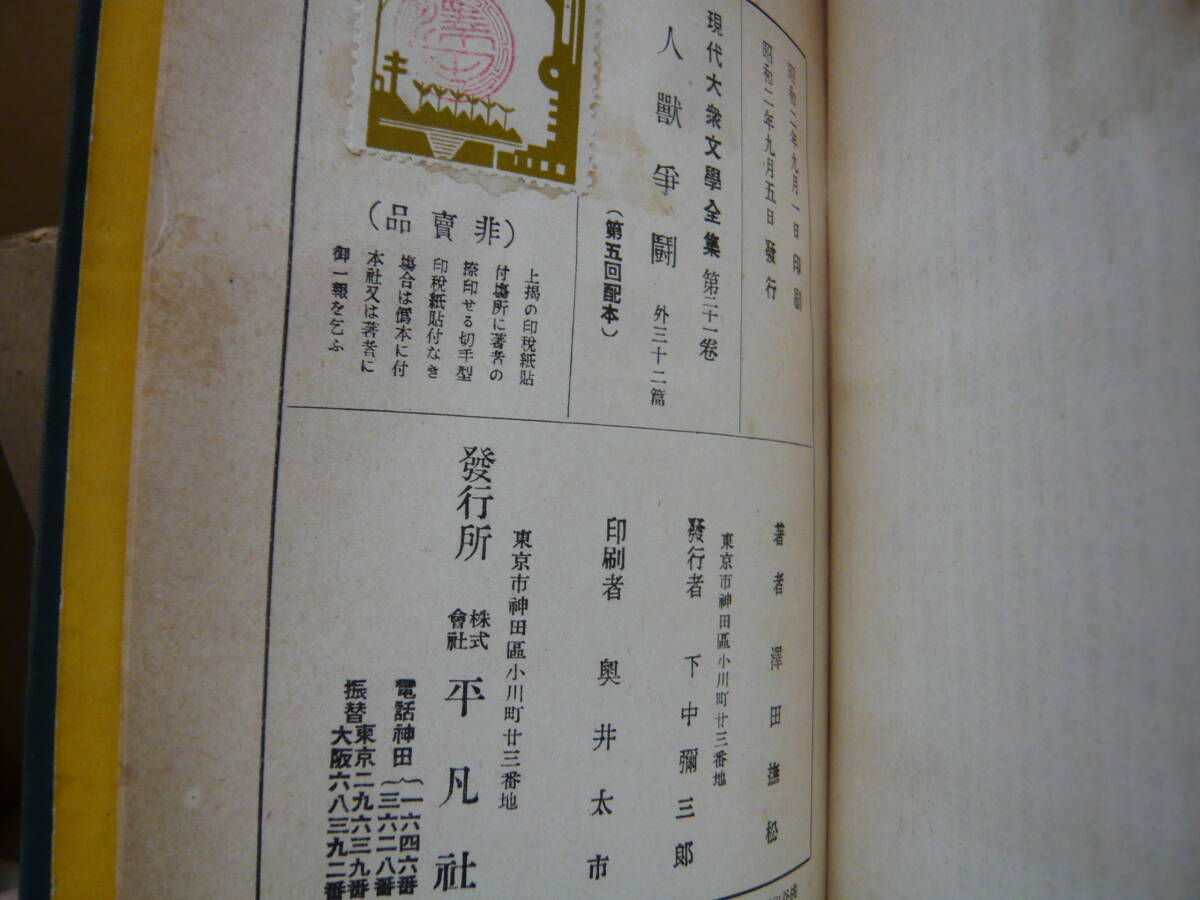 昭和二年九月一日印刷
昭和二年九月五日發行
現代大衆文學全集 第二十一卷
人獸爭鬪 外三十二篇
(第五回配本)
(非賣品)
上揭の印稅紙貼
付塲所に著者の
捺印せる切手型
印稅紙貼付なき
塲合は僞本に付
本社又は著者に
御一報を乞ふ
著者 澤田撫松
東京市神田區小川町廿三番地
發行者 下中彌三郎
印刷者 奧井太市
東京市神田區小川町廿三番地
發行所 株式會社 平凡社
電話神田(一六四六番
(三六二八番
振替東京二九六三九番
大阪六八三九二番